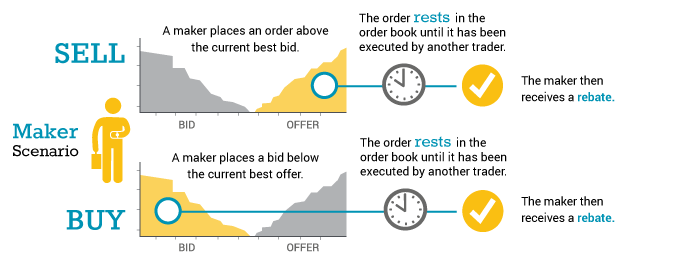 SELL
A maker places an order above
the current best bid.
BID
OFFER
The order rests in the
order book until it has been
executed by another trader.
The maker then
receives a rebate.
Maker
Scenario
BUY
A maker places a bid below
the current best offer.
BID
OFFER
The order rests in the
order book until it has been
executed by another trader.
The maker then
receives a rebate.